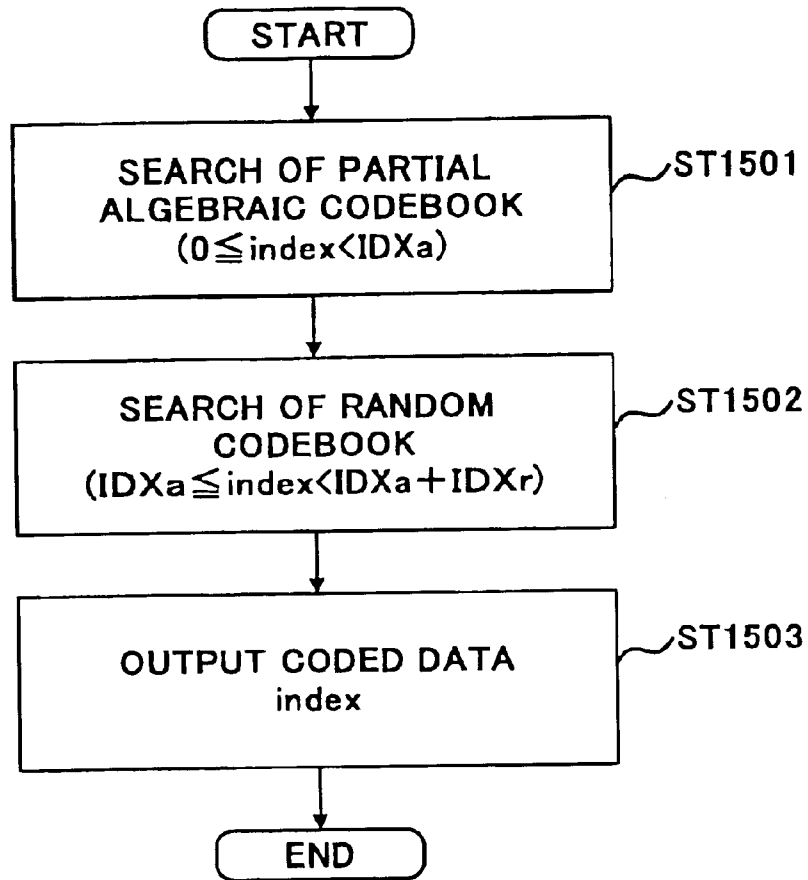 START
SEARCH OF PARTIAL
ALGEBRAIC CODEBOOK
(0≦index<IDXa)
ST1501
SEARCH OF RANDOM
CODEBOOK
(IDXa≦index<IDXa+IDXr)
ST1502
OUTPUT CODED DATA
index
ST1503
END